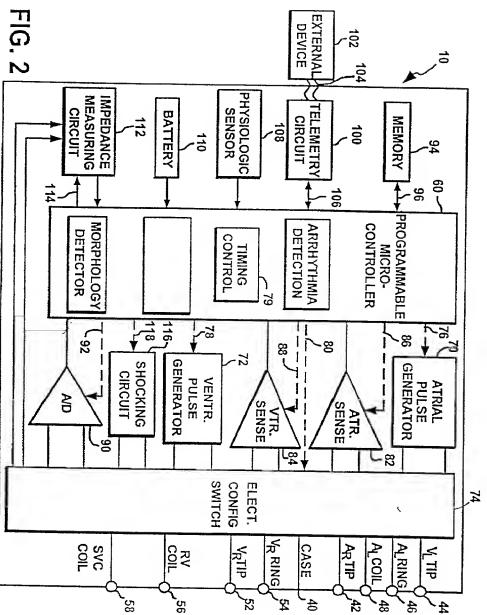 FIG. 2
10
EXTERNAL
DEVICE
102
104
TELEMETRY
CIRCUIT
100
106
MEMORY
94
96
PHYSIOLOGIC
SENSOR
108
BATTERY
110
IMPEDANCE
MEASURING
CIRCUIT
112
114
60
PROGRAMMABLE
MICRO-
CONTROLLER
ARRHYTHMIA
DETECTION
TIMING
CONTROL
79
MORPHOLOGY
DETECTOR
76
70
ATRIAL
PULSE
GENERATOR
86
ATR.
SENSE
82
80
88
VTR.
SENSE
84
78
72
VENTR.
PULSE
GENERATOR
116
118
SHOCKING
CIRCUIT
92
A/D
90
74
ELECT.
CONFIG
SWITCH
VL TIP
44
AL RING
46
AL COIL
48
AR TIP
42
CASE
40
VR RING
54
VR TIP
52
RV
COIL
56
SVC
COIL
58